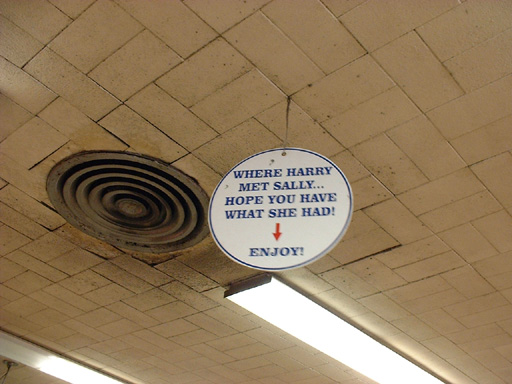 WHERE HARRY
MET SALLY...
HOPE YOU HAVE
WHAT SHE HAD!
ENJOY!